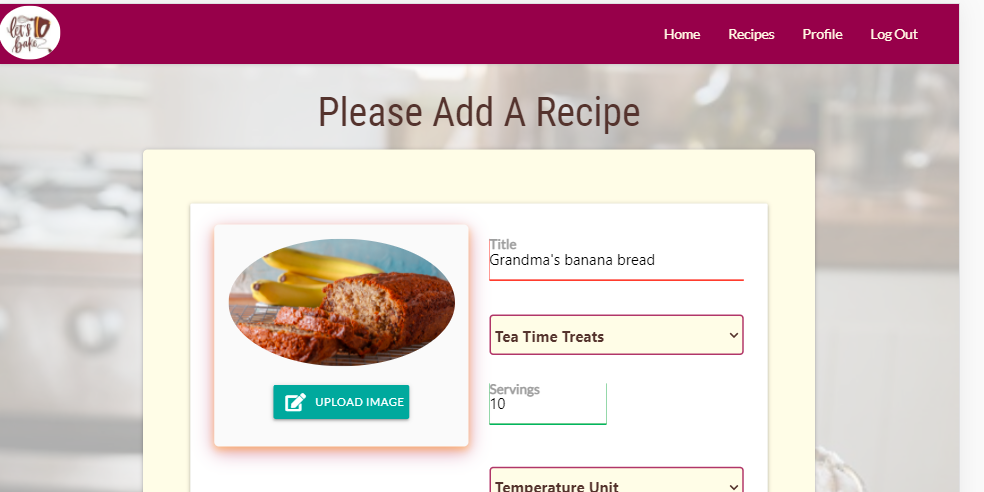 let's
bake
Home Recipes Profile Log Out
Please Add A Recipe
Title
Grandma's banana bread
Tea Time Treats
Servings
10
UPLOAD IMAGE
Temperature Unit